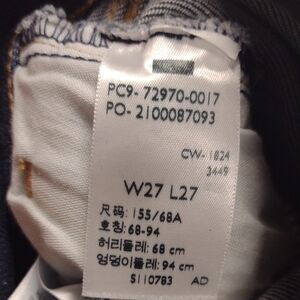 PC9- 72970-0017
PO- 2100087093
CW- 1824
3449
W27 L27
尺码: 155/68A
호칭: 68-94
허리둘레: 68 cm
엉덩이둘레: 94 cm
S110783 AD